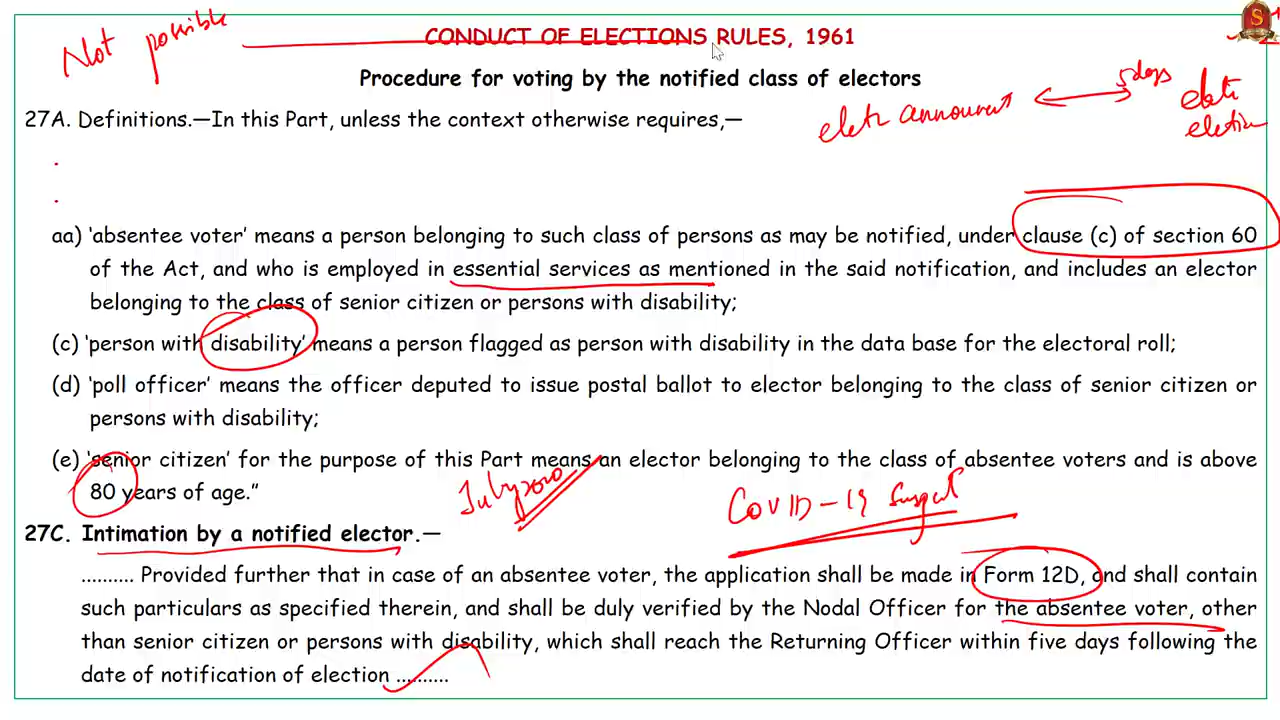 Not possible
CONDUCT OF ELECTIONS RULES, 1961
Procedure for voting by the notified class of electors
5 days
27A. Definitions.—In this Part, unless the context otherwise requires,—
.
.
aa) ‘absentee voter’ means a person belonging to such class of persons as may be notified, under clause (c) of section 60
of the Act, and who is employed in essential services as mentioned in the said notification, and includes an elector
belonging to the class of senior citizen or persons with disability;
(c) ‘person with disability’ means a person flagged as person with disability in the data base for the electoral roll;
(d) ‘poll officer’ means the officer deputed to issue postal ballot to elector belonging to the class of senior citizen or
persons with disability;
(e) ‘senior citizen’ for the purpose of this Part means an elector belonging to the class of absentee voters and is above
80 years of age.”
July 2020
COVID-19
27C. Intimation by a notified elector.—
.......... Provided further that in case of an absentee voter, the application shall be made in Form 12D, and shall contain
such particulars as specified therein, and shall be duly verified by the Nodal Officer for the absentee voter, other
than senior citizen or persons with disability, which shall reach the Returning Officer within five days following the
date of notification of election ..........